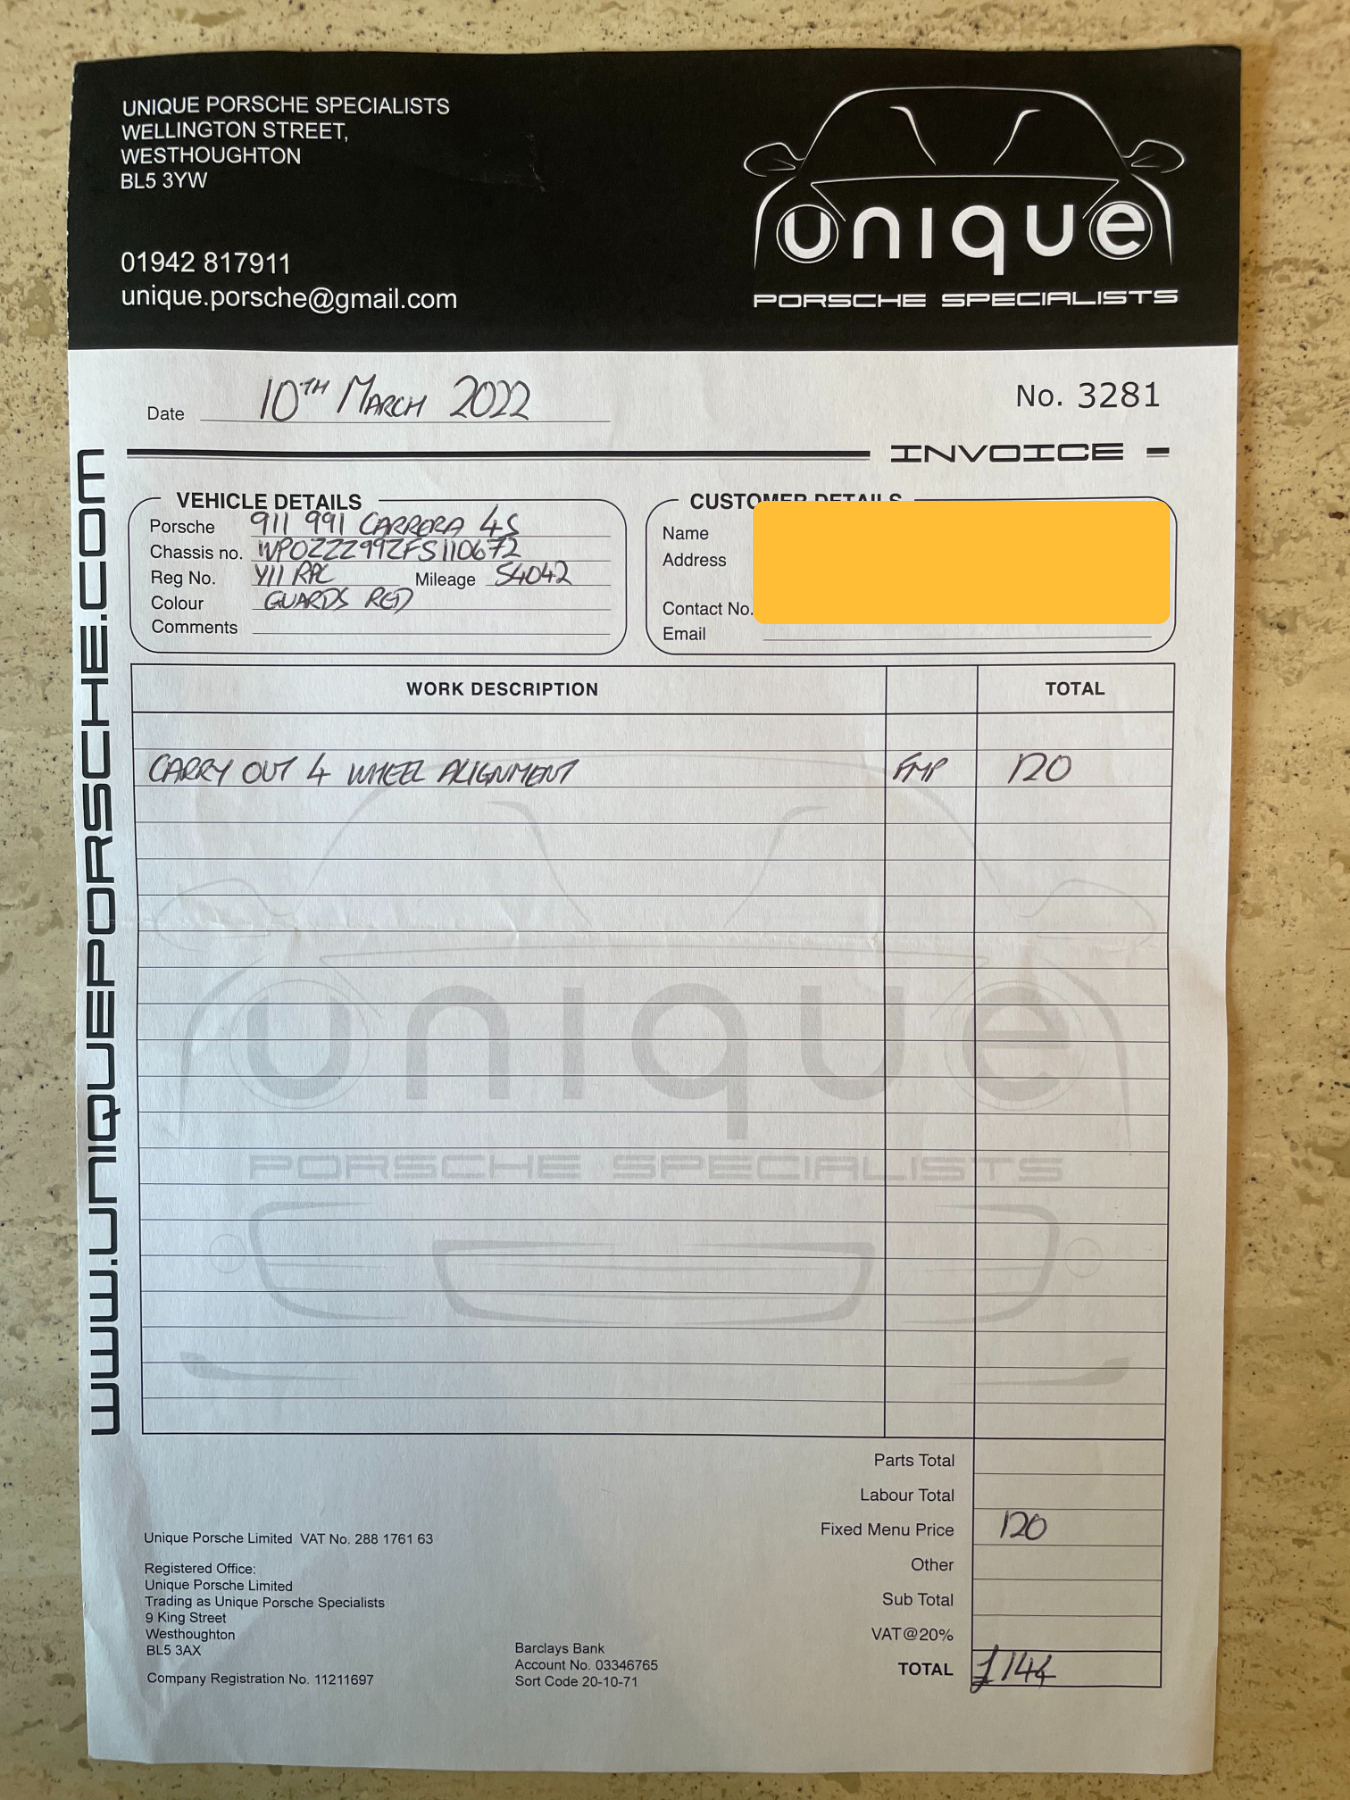 UNIQUE PORSCHE SPECIALISTS
WELLINGTON STREET,
WESTHOUGHTON
BL5 3YW
01942 817911
unique.porsche@gmail.com
unique
PORSCHE SPECIALISTS
Date 10TH MARCH 2022
No. 3281
INVOICE
WWW.UNIQUEPORSCHE.COM
VEHICLE DETAILS
Porsche 911 991 CARRERA 4S
Chassis no. WPOZZZ99ZFS110672
Reg No. Y11 RPC Mileage 54042
Colour GUARDS RED
Comments
CUSTOMER DETAILS
Name
Address
Contact No.
Email
WORK DESCRIPTION TOTAL
CARRY OUT 4 WHEEL ALIGNMENT FMP 120
unique
PORSCHE SPECIALISTS
Parts Total
Labour Total
Fixed Menu Price 120
Other
Sub Total
VAT@20%
TOTAL £144
Unique Porsche Limited VAT No. 288 1761 63
Registered Office:
Unique Porsche Limited
Trading as Unique Porsche Specialists
9 King Street
Westhoughton
BL5 3AX
Company Registration No. 11211697
Barclays Bank
Account No. 03346765
Sort Code 20-10-71